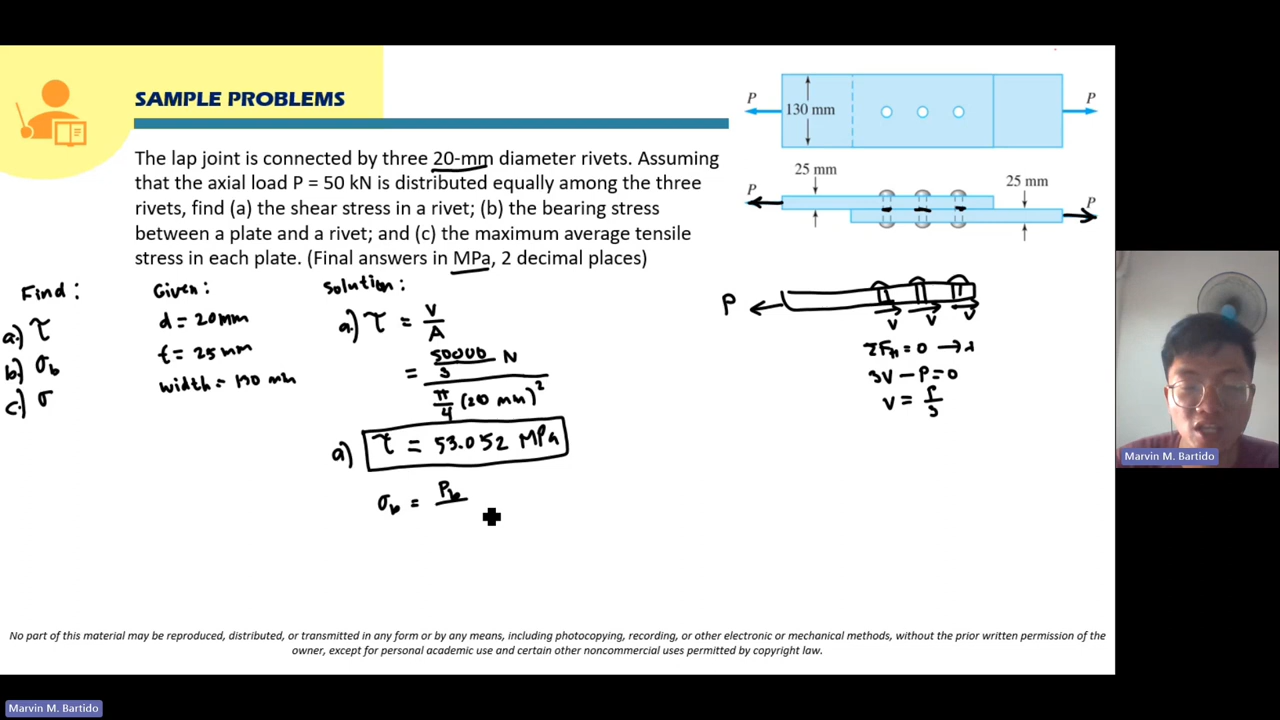 SAMPLE PROBLEMS
The lap joint is connected by three 20-mm diameter rivets. Assuming
that the axial load P = 50 kN is distributed equally among the three
rivets, find (a) the shear stress in a rivet; (b) the bearing stress
between a plate and a rivet; and (c) the maximum average tensile
stress in each plate. (Final answers in MPa, 2 decimal places)
P
130 mm
P
25 mm
25 mm
P
P
Find:
a.) τ
b.) σb
c.) σ
Given:
d = 20mm
t = 25 mm
width = 130 mm
Solution:
a.) τ = V
A
= 50000 N
3
π (20 mm)²
4
a) τ = 53.052 MPa
σb = Pb
P
V V V
ΣFH = 0 →+
3V – P = 0
V = P
3
No part of this material may be reproduced, distributed, or transmitted in any form or by any means, including photocopying, recording, or other electronic or mechanical methods, without the prior written permission of the
owner, except for personal academic use and certain other noncommercial uses permitted by copyright law.
Marvin M. Bartido
Marvin M. Bartido